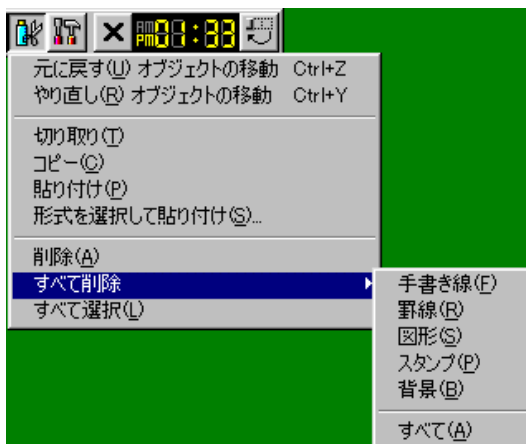 AM
PM 01:33
元に戻す(U) オブジェクトの移動 Ctrl+Z
やり直し(R) オブジェクトの移動 Ctrl+Y
切り取り(T)
コピー(C)
貼り付け(P)
形式を選択して貼り付け(S)...
削除(A)
すべて削除
すべて選択(L)
手書き線(F)
罫線(R)
図形(S)
スタンプ(P)
背景(B)
すべて(A)